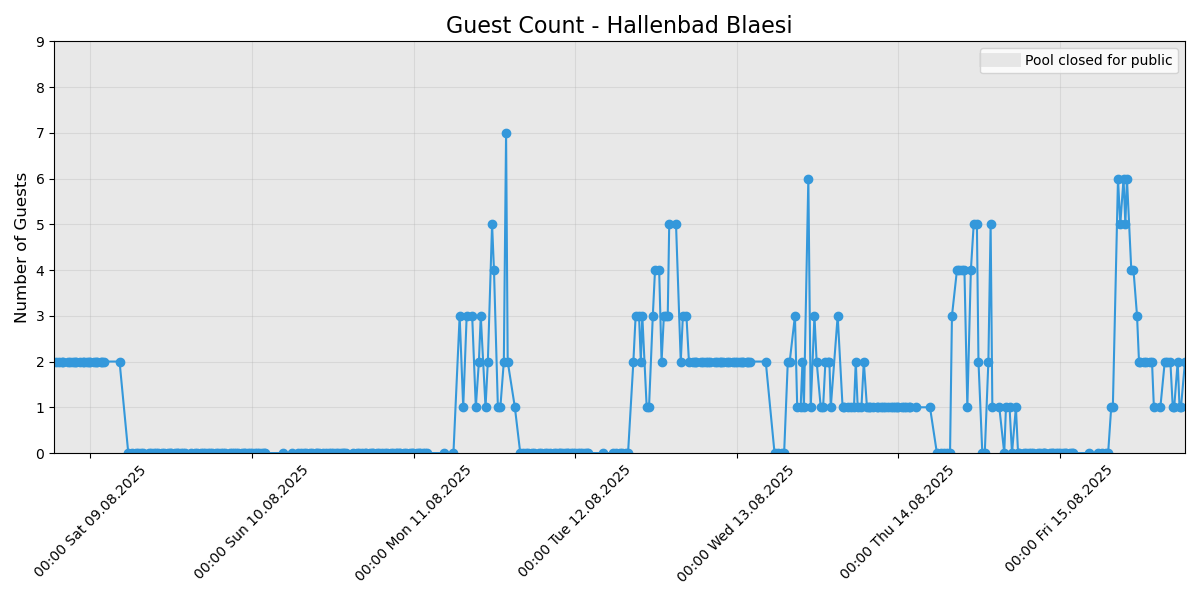 Guest Count - Hallenbad Blaesi
Pool closed for public
Number of Guests
9
8
7
6
5
4
3
2
1
0
00:00 Sat 09.08.2025
00:00 Sun 10.08.2025
00:00 Mon 11.08.2025
00:00 Tue 12.08.2025
00:00 Wed 13.08.2025
00:00 Thu 14.08.2025
00:00 Fri 15.08.2025